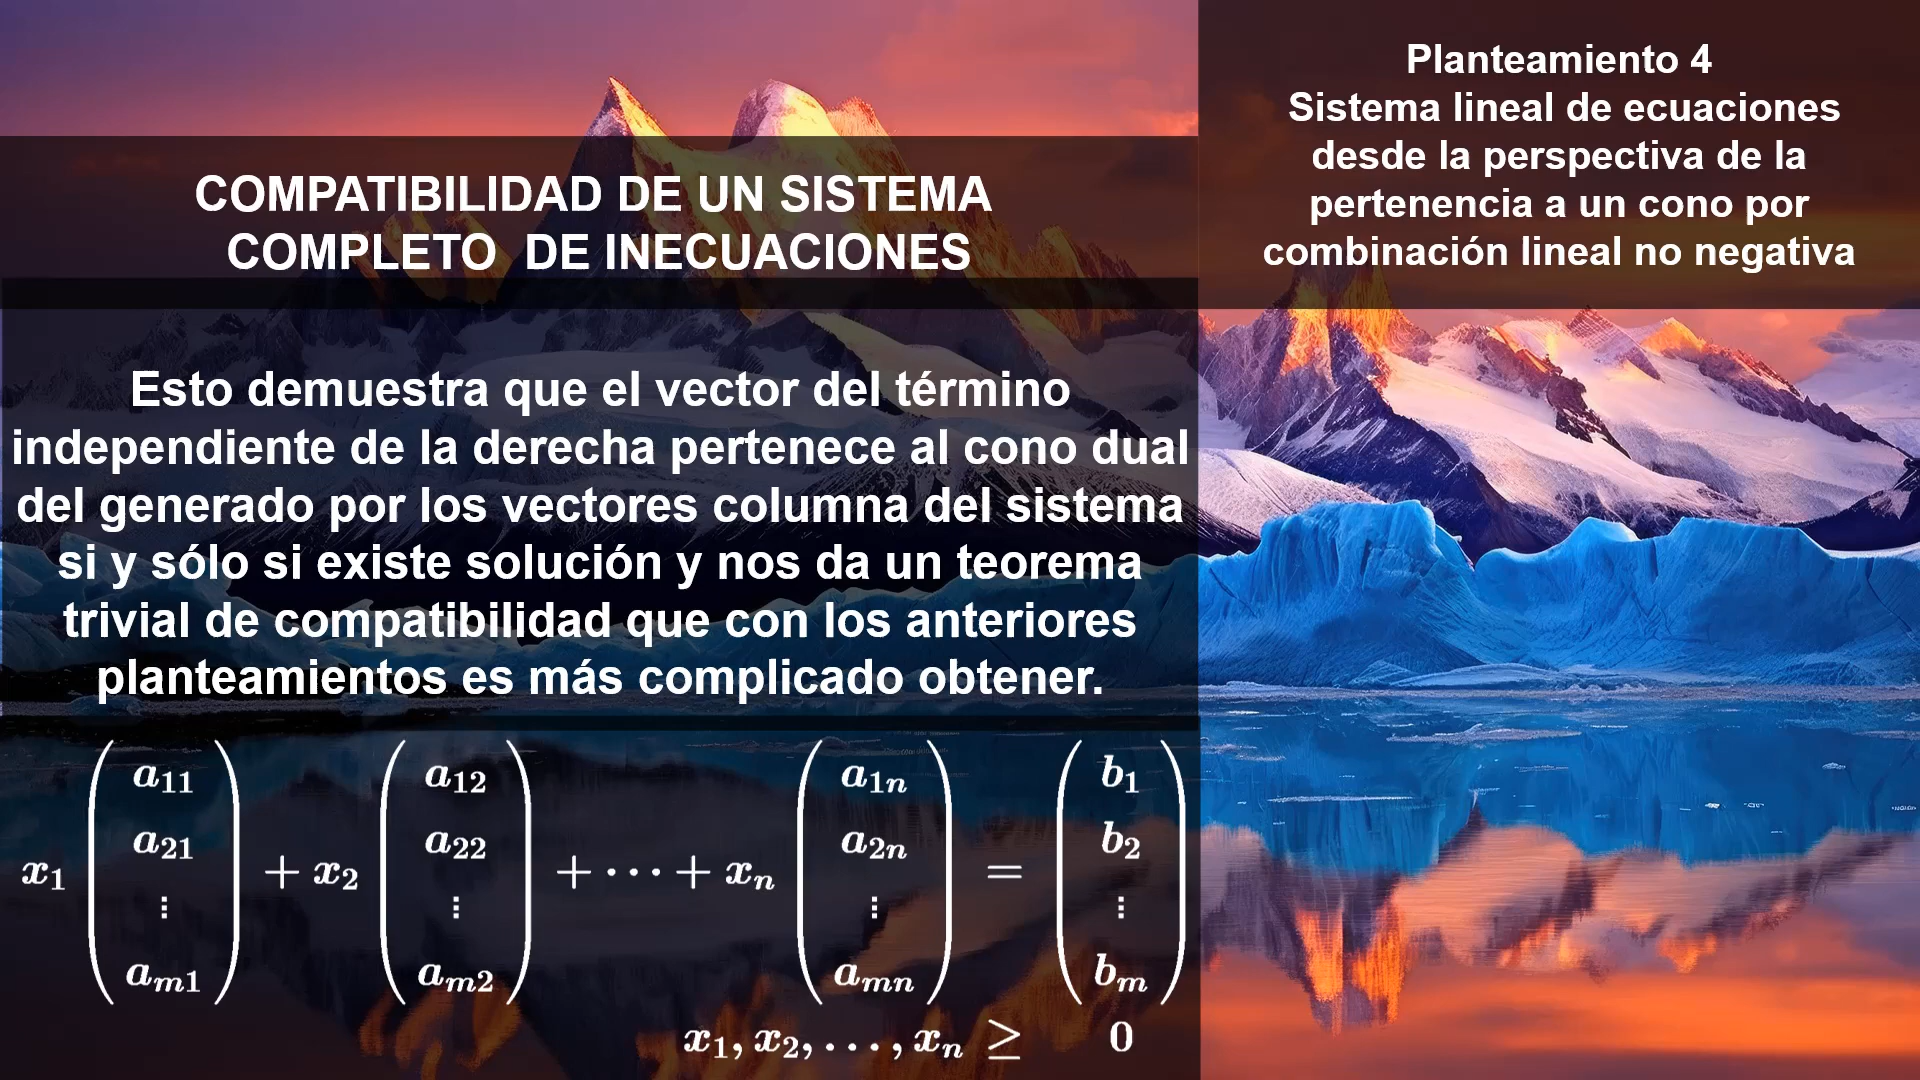 Planteamiento 4
Sistema lineal de ecuaciones
desde la perspectiva de la
pertenencia a un cono por
combinación lineal no negativa
COMPATIBILIDAD DE UN SISTEMA
COMPLETO DE INECUACIONES
Esto demuestra que el vector del término
independiente de la derecha pertenece al cono dual
del generado por los vectores columna del sistema
si y sólo si existe solución y nos da un teorema
trivial de compatibilidad que con los anteriores
planteamientos es más complicado obtener.
x₁ (a₁₁ a₂₁ ⋮ aₘ₁) + x₂ (a₁₂ a₂₂ ⋮ aₘ₂) + ⋯ + xₙ (a₁ₙ a₂ₙ ⋮ aₘₙ) = (b₁ b₂ ⋮ bₘ)
x₁, x₂, …, xₙ ≥ 0